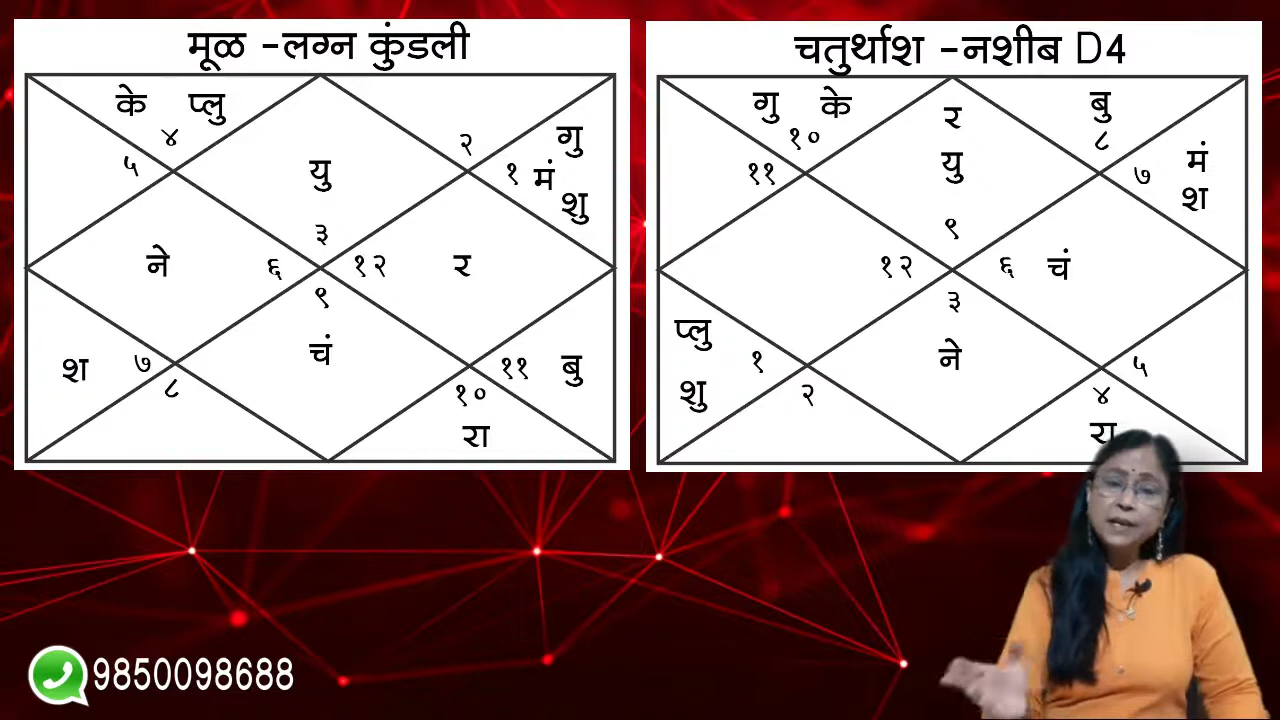 मूळ -लग्न कुंडली
के प्लु
४
५
यु
३
२
गु
१ मं
शु
ने ६
१२ र
९
चं
श ७
८
११ बु
१०
रा
चतुर्थाश -नशीब D4
गु के
१०
११
र
यु
९
बु
८
मं
७
श
१२
६ चं
३
ने
प्लु
१
शु
२
५
४
रा
9850098688